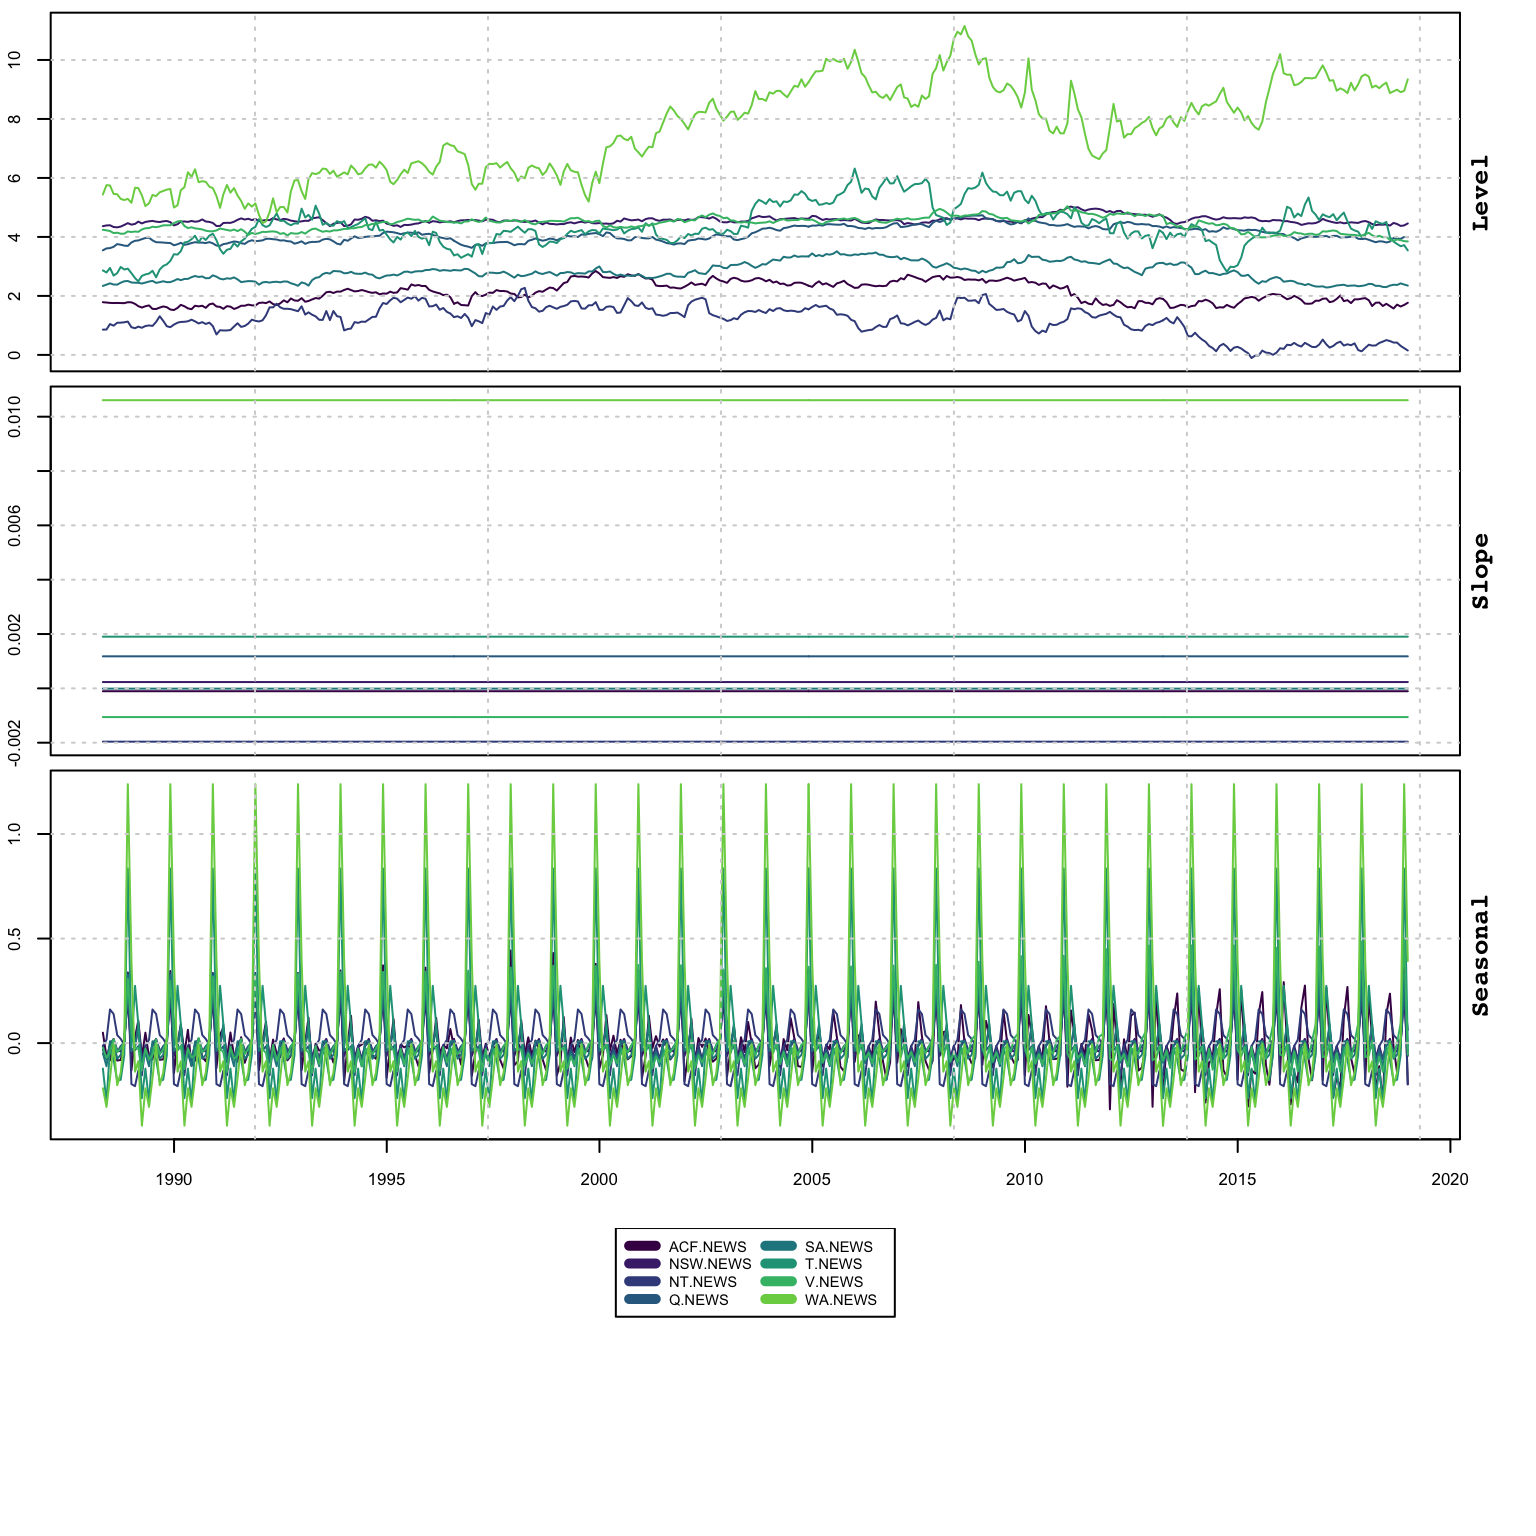 10
8
6
4
2
0
Level
0.010
0.006
0.002
-0.002
Slope
1.0
0.5
0.0
Seasonal
1990 1995 2000 2005 2010 2015 2020
ACF.NEWS SA.NEWS
NSW.NEWS T.NEWS
NT.NEWS V.NEWS
Q.NEWS WA.NEWS